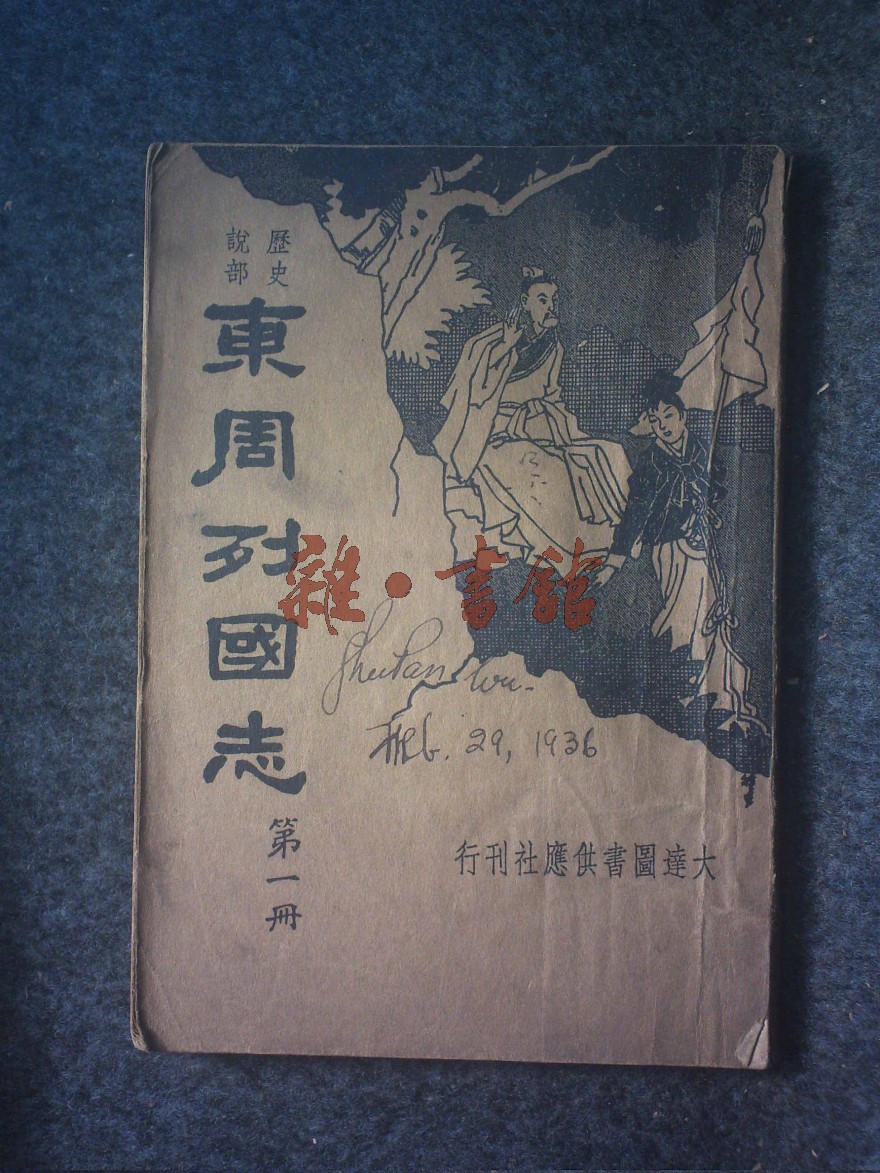 歷史
說部
東周列國志
第一冊
雜·書館
Shutan Wu.
Feb. 29, 1936
大達圖書供應社刊行